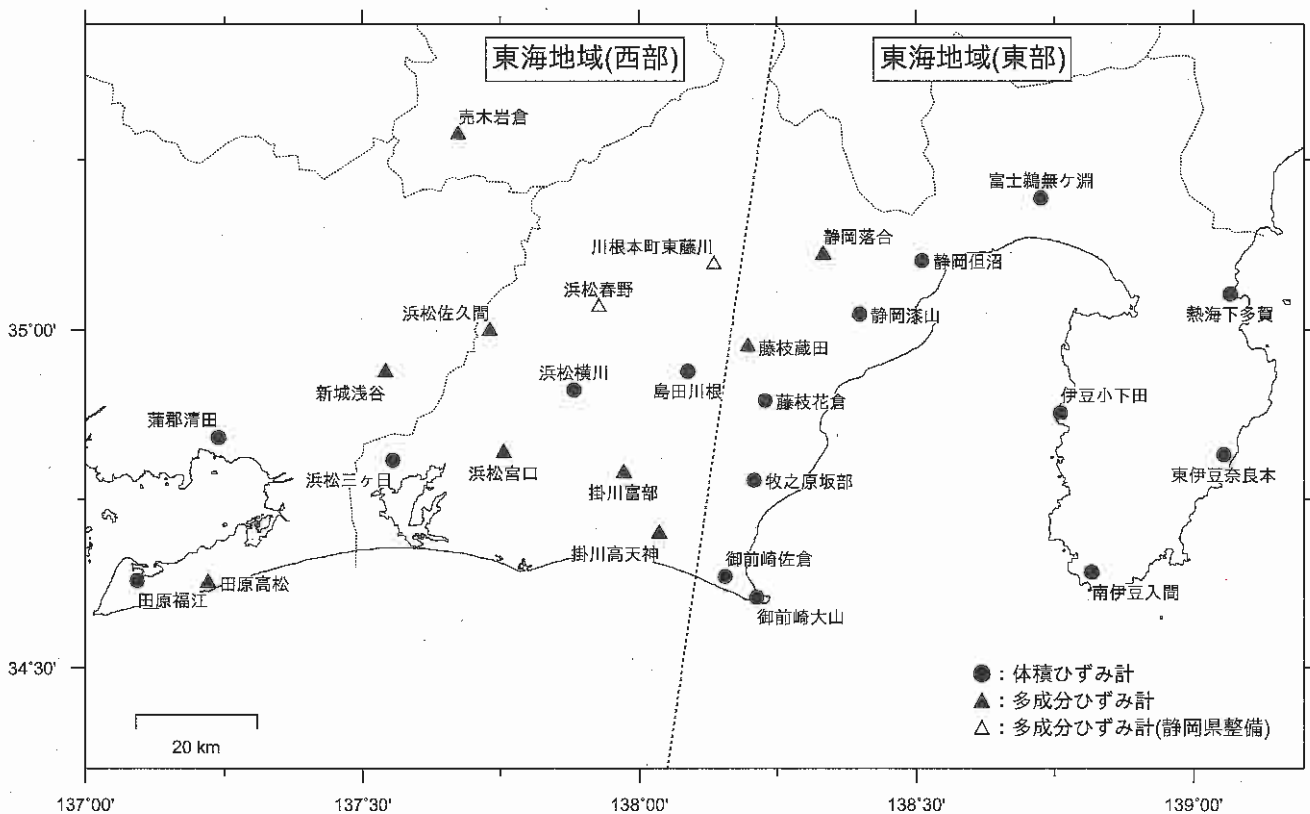 東海地域(西部)
東海地域(東部)
売木岩倉
富士鵜無ケ淵
静岡落合
川根本町東藤川
静岡但沼
浜松春野
浜松佐久間
静岡漆山
熱海下多賀
35°00'
藤枝蔵田
浜松横川
島田川根
新城浅谷
藤枝花倉
伊豆小下田
蒲郡清田
浜松三ヶ日
浜松宮口
掛川富部
牧之原坂部
東伊豆奈良本
掛川高天神
御前崎佐倉
田原高松
田原福江
御前崎大山
南伊豆入間
34°30'
●：体積ひずみ計
▲：多成分ひずみ計
△：多成分ひずみ計(静岡県整備)
20 km
137°00'
137°30'
138°00'
138°30'
139°00'